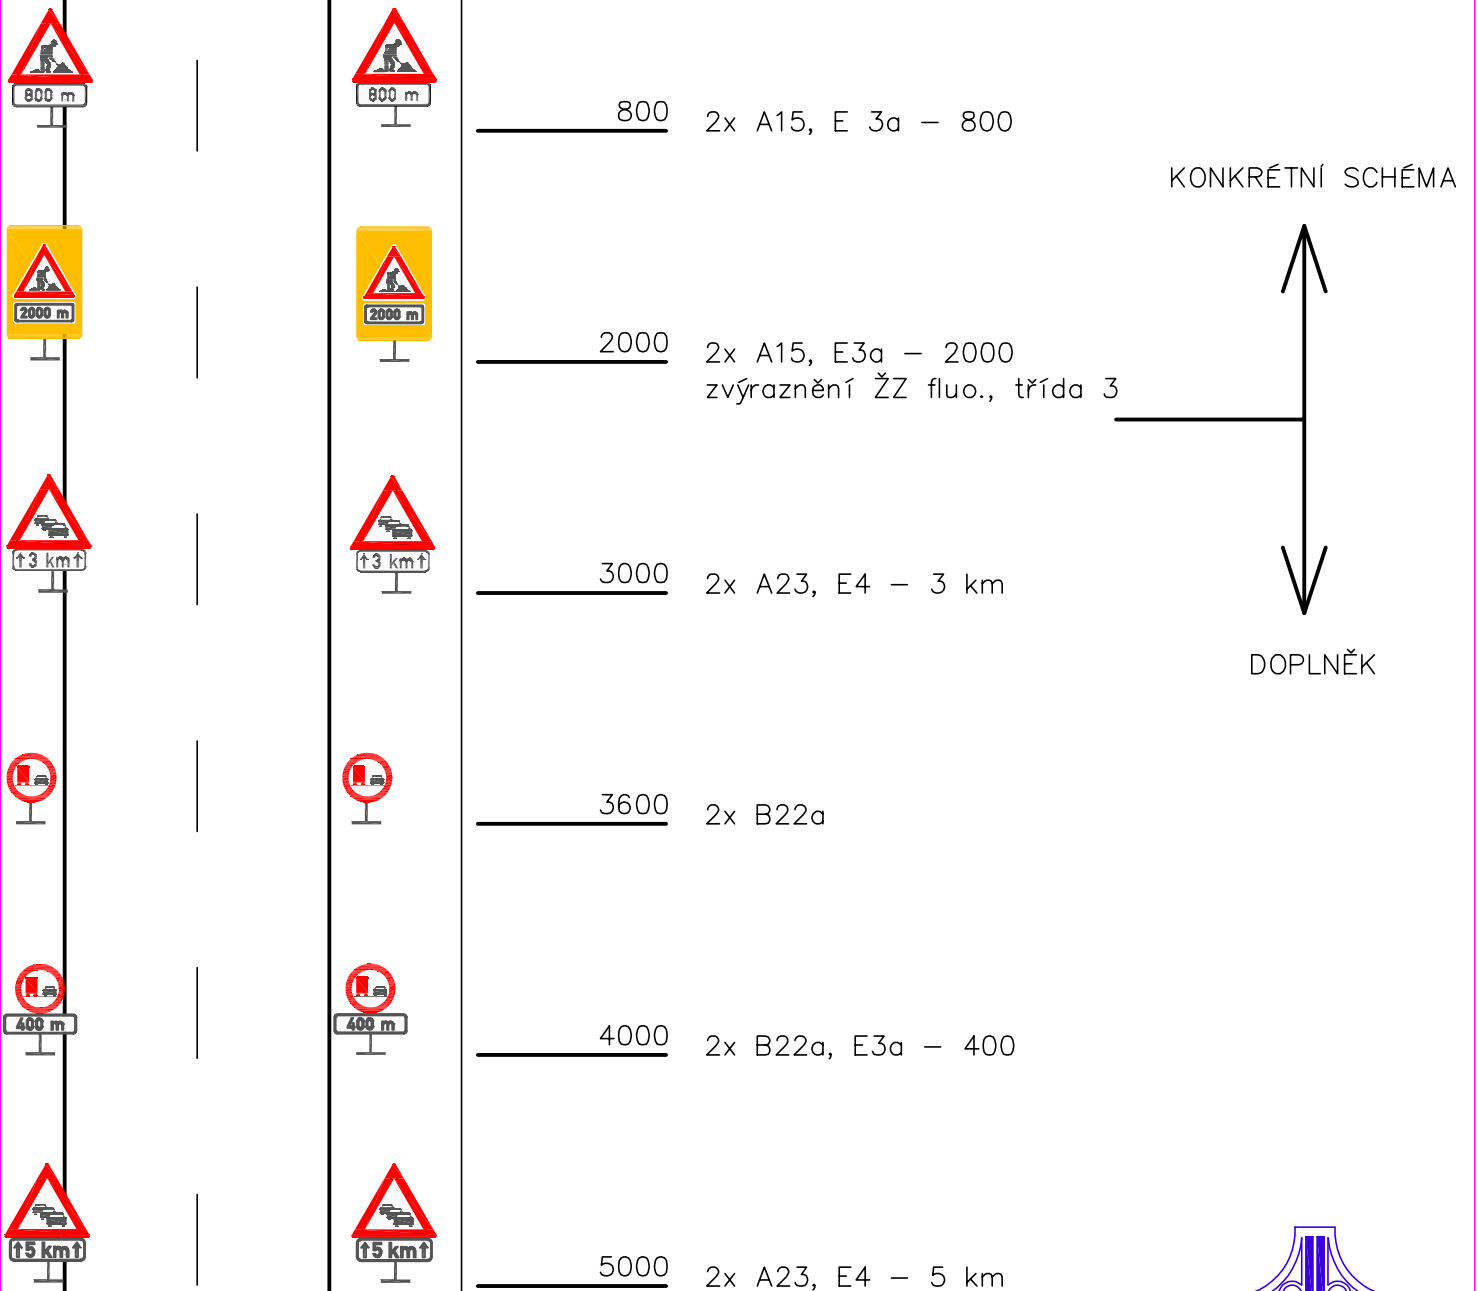 800 m
800 m
800
2x A15, E 3a – 800
KONKRÉTNÍ SCHÉMA
2000 m
2000 m
2000
2x A15, E3a – 2000
zvýraznění ŽZ fluo., třída 3
↑3 km↑
↑3 km↑
3000
2x A23, E4 – 3 km
DOPLNĚK
3600
2x B22a
400 m
400 m
4000
2x B22a, E3a – 400
↑5 km↑
↑5 km↑
5000
2x A23, E4 – 5 km